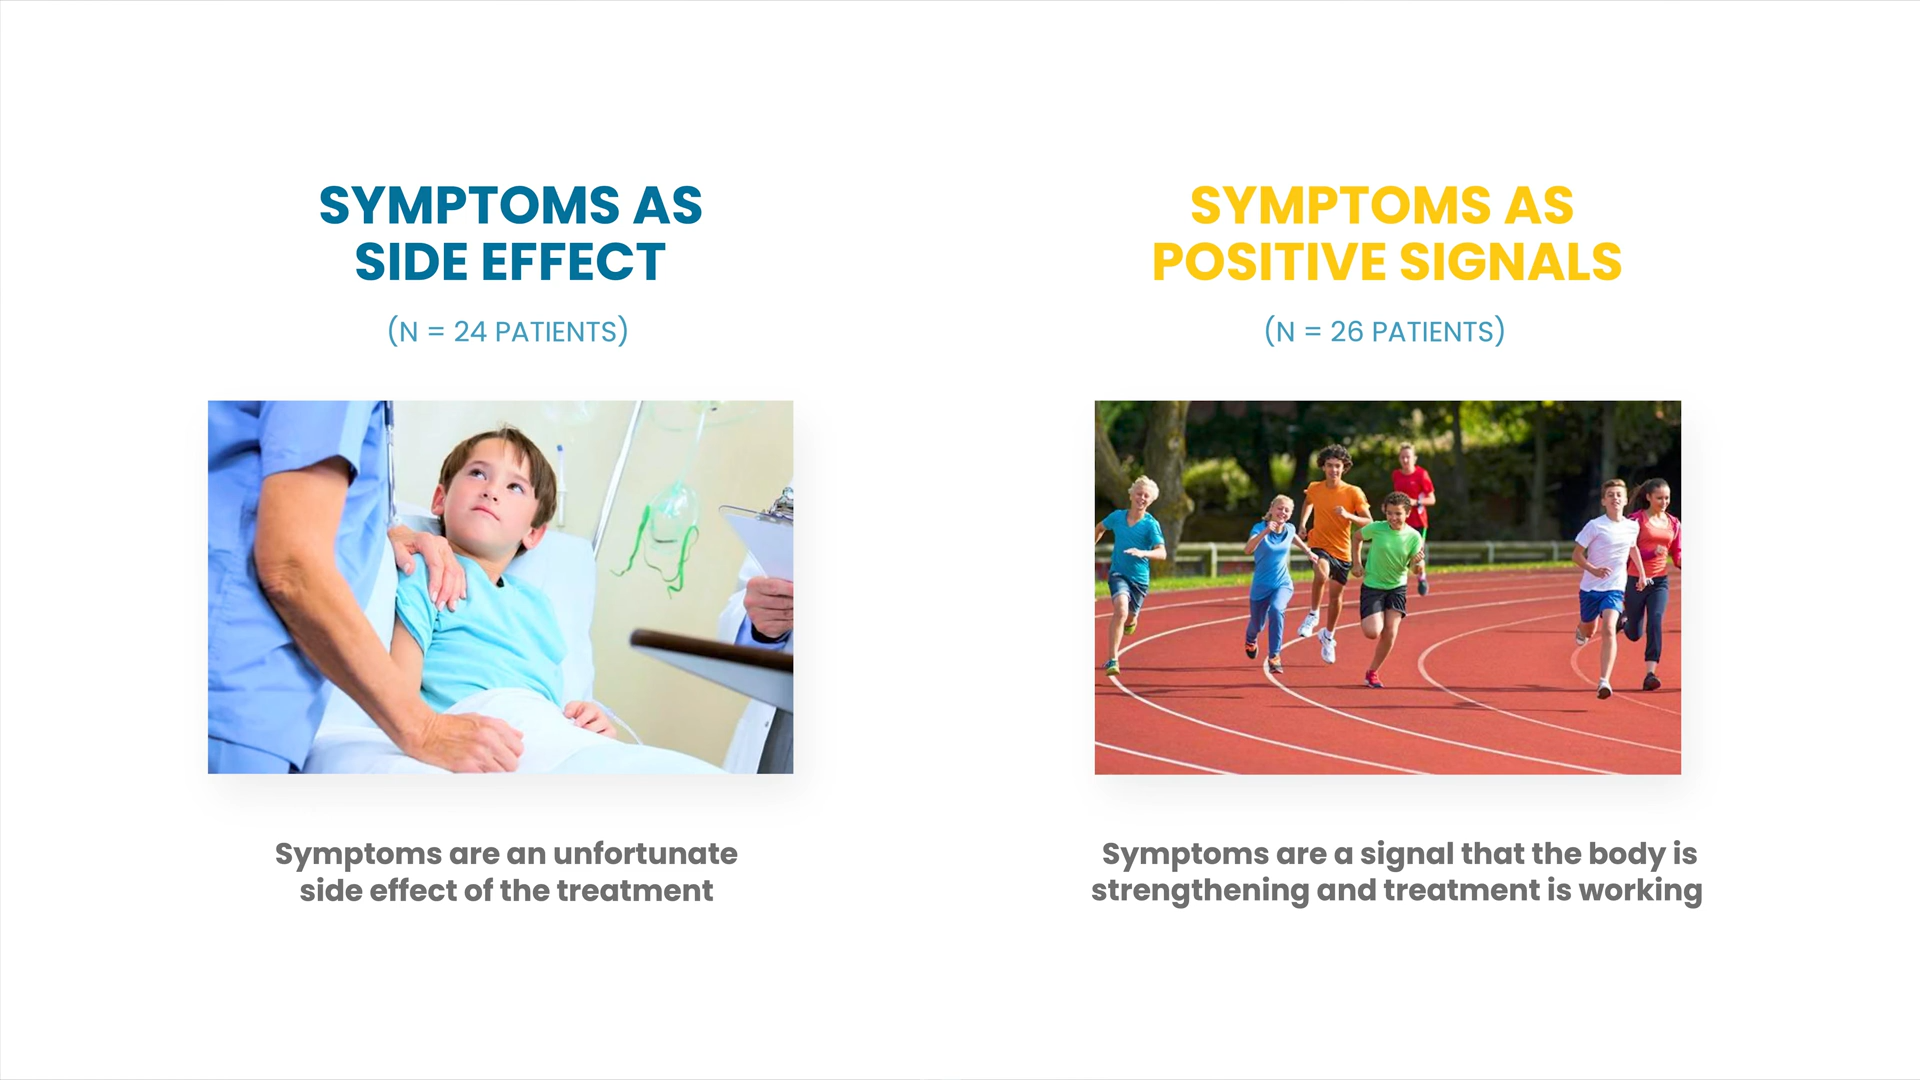 SYMPTOMS AS
SIDE EFFECT
(N = 24 PATIENTS)
Symptoms are an unfortunate
side effect of the treatment
SYMPTOMS AS
POSITIVE SIGNALS
(N = 26 PATIENTS)
Symptoms are a signal that the body is
strengthening and treatment is working